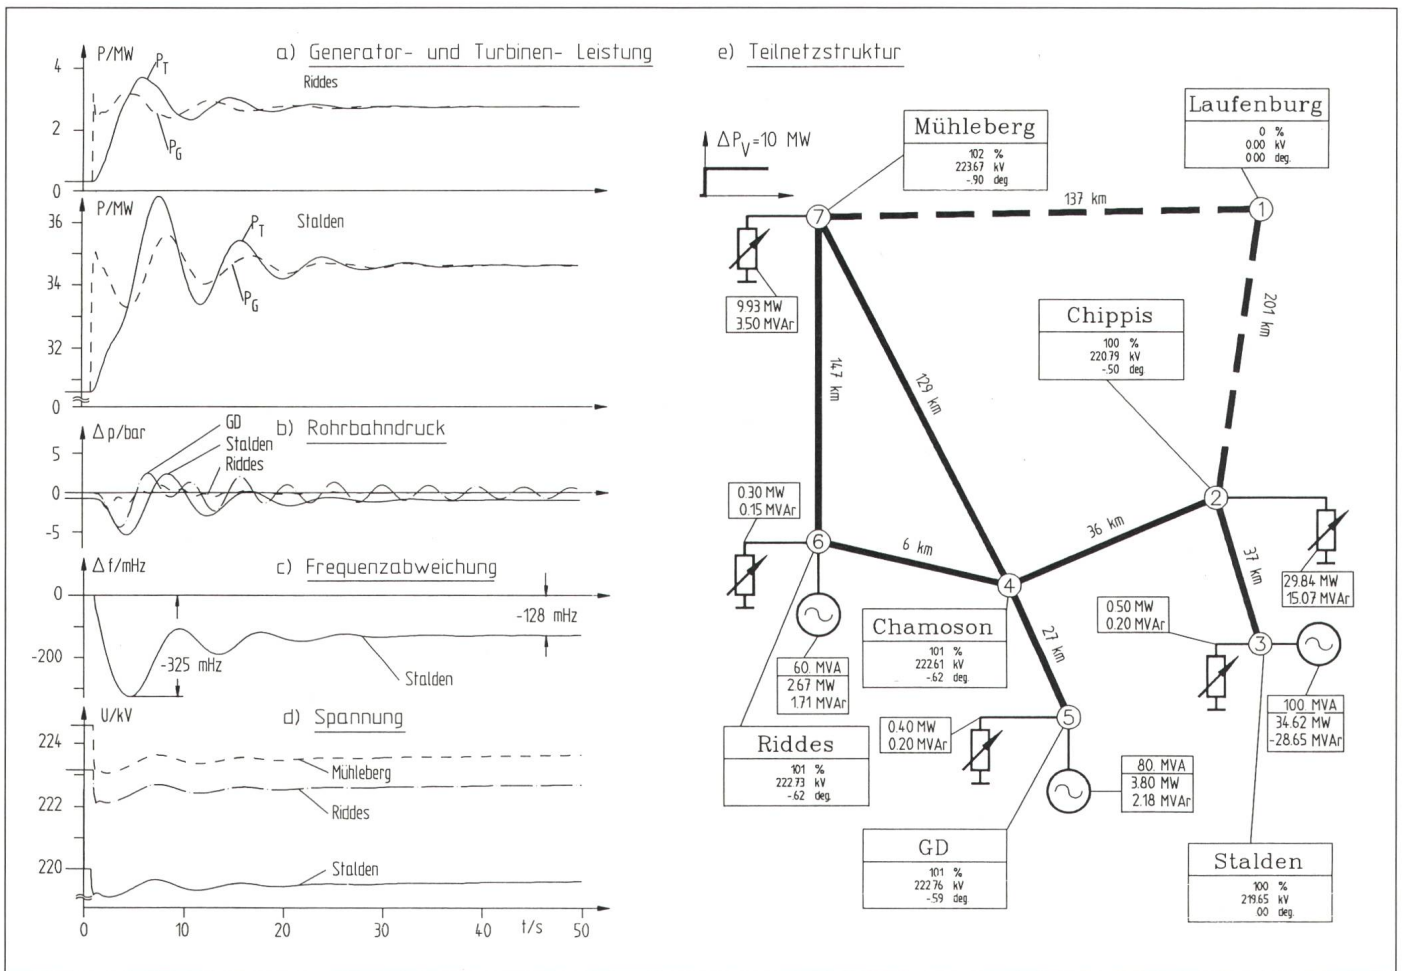 a) Generator- und Turbinen- Leistung
P/MW
P_T
Riddes
4
2
P_G
0
P/MW
Stalden
P_T
36
34
P_G
32
0
b) Rohrbahndruck
Δp/bar
GD
Stalden
Riddes
5
0
-5
c) Frequenzabweichung
Δf/mHz
0
-128 mHz
-200
-325 mHz
Stalden
d) Spannung
U/kV
224
Mühleberg
222
Riddes
220
Stalden
0 10 20 30 40 t/s 50
e) Teilnetzstruktur
Laufenburg
0 %
0.00 kV
0.00 deg.
Mühleberg
102 %
223.67 kV
-.90 deg
ΔP_V=10 MW
7
137 km
1
9.93 MW
3.50 MVAr
201 km
Chippis
100 %
220.79 kV
-.50 deg
147 km
129 km
2
36 km
37 km
29.84 MW
15.07 MVAr
0.30 MW
0.15 MVAr
6
6 km
4
0.50 MW
0.20 MVAr
3
Chamoson
101 %
222.61 kV
-.62 deg.
27 km
60. MVA
2.67 MW
1.71 MVAr
100 MVA
34.62 MW
-28.65 MVAr
5
0.40 MW
0.20 MVAr
Riddes
101 %
222.73 kV
-.62 deg.
80. MVA
3.80 MW
2.18 MVAr
GD
101 %
222.76 kV
-.59 deg
Stalden
100 %
219.65 kV
.00 deg.